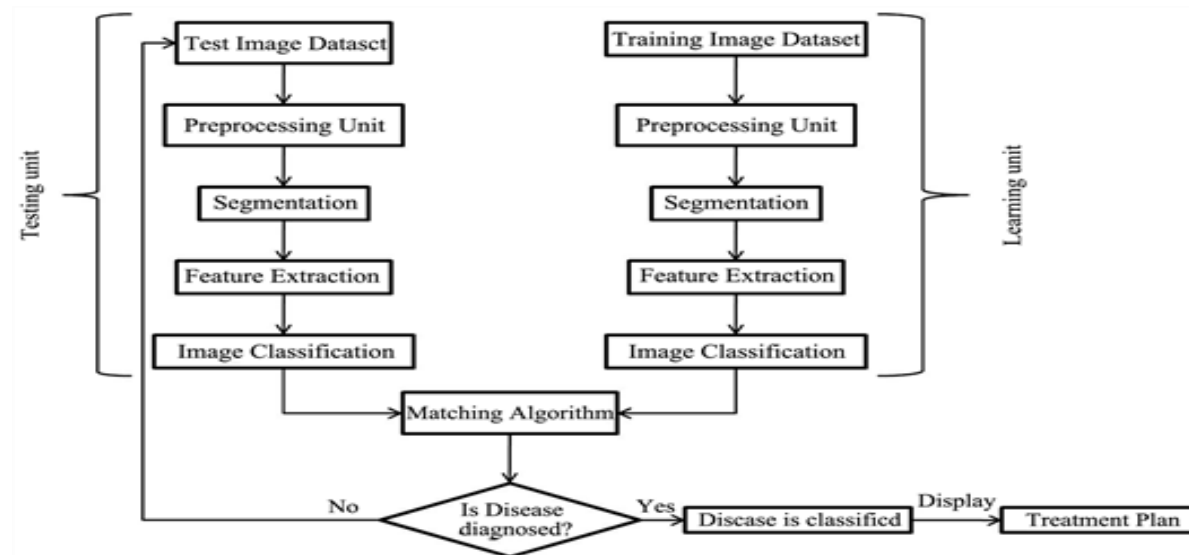 Test Image Datasct
Preprocessing Unit
Segmentation
Feature Extraction
Image Classification
Testing unit
Training Image Dataset
Preprocessing Unit
Segmentation
Feature Extraction
Image Classification
Learning unit
Matching Algorithm
Is Disease
diagnosed?
No
Yes
Discase is classificd
Display
Treatment Plan